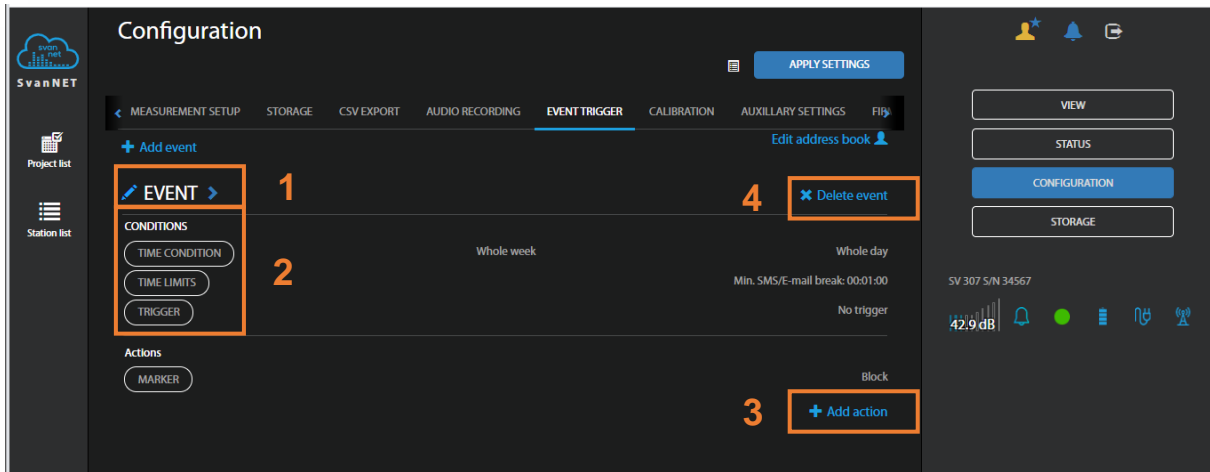 svan
net
SvanNET
Project list
Station list
Configuration
APPLY SETTINGS
MEASUREMENT SETUP STORAGE CSV EXPORT AUDIO RECORDING EVENT TRIGGER CALIBRATION AUXILLARY SETTINGS
+ Add event Edit address book
EVENT > 1 4 Delete event
CONDITIONS
TIME CONDITION Whole week Whole day
2
TIME LIMITS Min. SMS/E-mail break: 00:01:00
TRIGGER No trigger
Actions
MARKER Block
3 + Add action
VIEW
STATUS
CONFIGURATION
STORAGE
SV 307 S/N 34567
42.9 dB